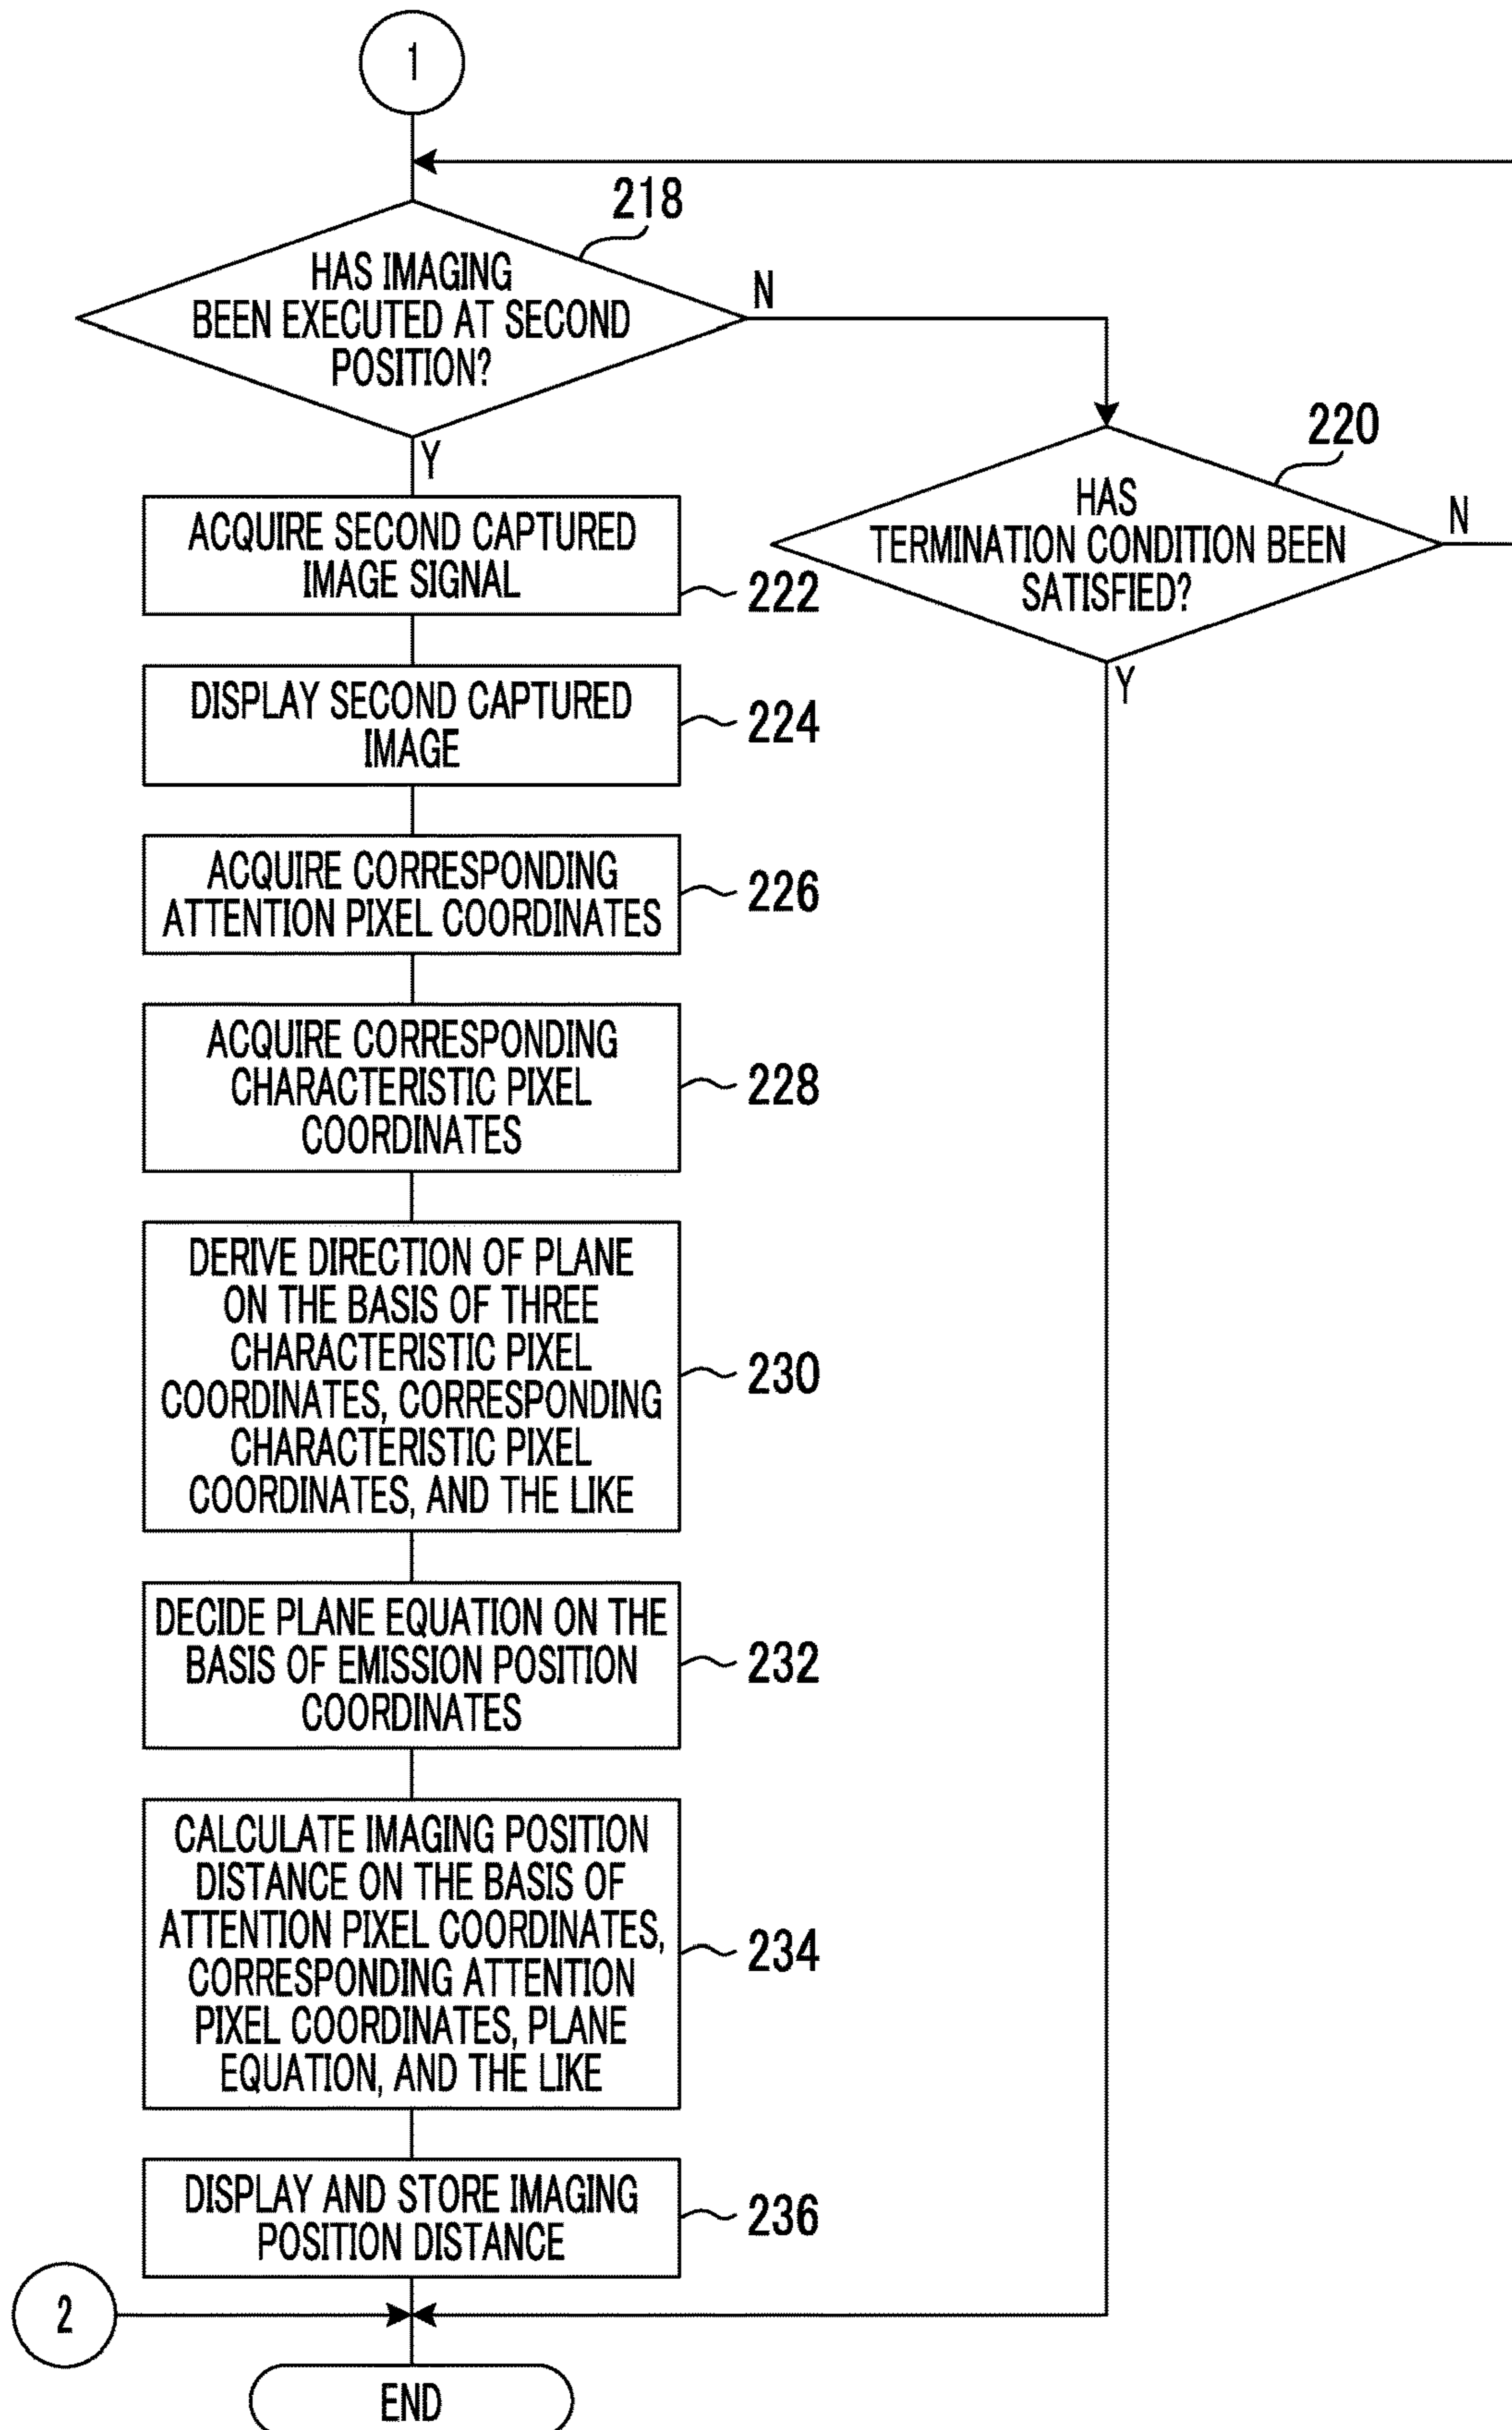 1
218
HAS IMAGING
BEEN EXECUTED AT SECOND
POSITION?
N
Y
220
HAS
TERMINATION CONDITION BEEN
SATISFIED?
N
Y
ACQUIRE SECOND CAPTURED
IMAGE SIGNAL
222
DISPLAY SECOND CAPTURED
IMAGE
224
ACQUIRE CORRESPONDING
ATTENTION PIXEL COORDINATES
226
ACQUIRE CORRESPONDING
CHARACTERISTIC PIXEL
COORDINATES
228
DERIVE DIRECTION OF PLANE
ON THE BASIS OF THREE
CHARACTERISTIC PIXEL
COORDINATES, CORRESPONDING
CHARACTERISTIC PIXEL
COORDINATES, AND THE LIKE
230
DECIDE PLANE EQUATION ON THE
BASIS OF EMISSION POSITION
COORDINATES
232
CALCULATE IMAGING POSITION
DISTANCE ON THE BASIS OF
ATTENTION PIXEL COORDINATES,
CORRESPONDING ATTENTION
PIXEL COORDINATES, PLANE
EQUATION, AND THE LIKE
234
DISPLAY AND STORE IMAGING
POSITION DISTANCE
236
2
END